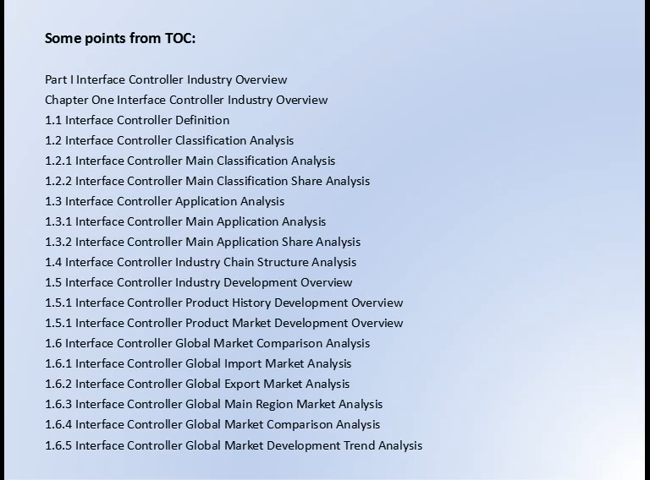 Some points from TOC:
Part I Interface Controller Industry Overview
Chapter One Interface Controller Industry Overview
1.1 Interface Controller Definition
1.2 Interface Controller Classification Analysis
1.2.1 Interface Controller Main Classification Analysis
1.2.2 Interface Controller Main Classification Share Analysis
1.3 Interface Controller Application Analysis
1.3.1 Interface Controller Main Application Analysis
1.3.2 Interface Controller Main Application Share Analysis
1.4 Interface Controller Industry Chain Structure Analysis
1.5 Interface Controller Industry Development Overview
1.5.1 Interface Controller Product History Development Overview
1.5.1 Interface Controller Product Market Development Overview
1.6 Interface Controller Global Market Comparison Analysis
1.6.1 Interface Controller Global Import Market Analysis
1.6.2 Interface Controller Global Export Market Analysis
1.6.3 Interface Controller Global Main Region Market Analysis
1.6.4 Interface Controller Global Market Comparison Analysis
1.6.5 Interface Controller Global Market Development Trend Analysis